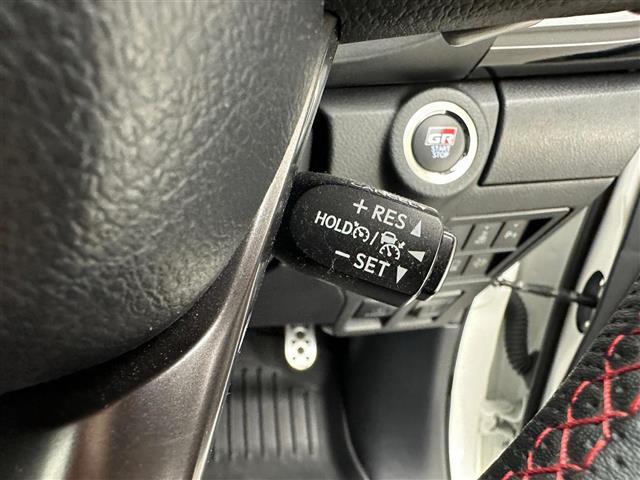 GR
START
STOP
+ RES ▲
HOLD / ◀
− SET ▼